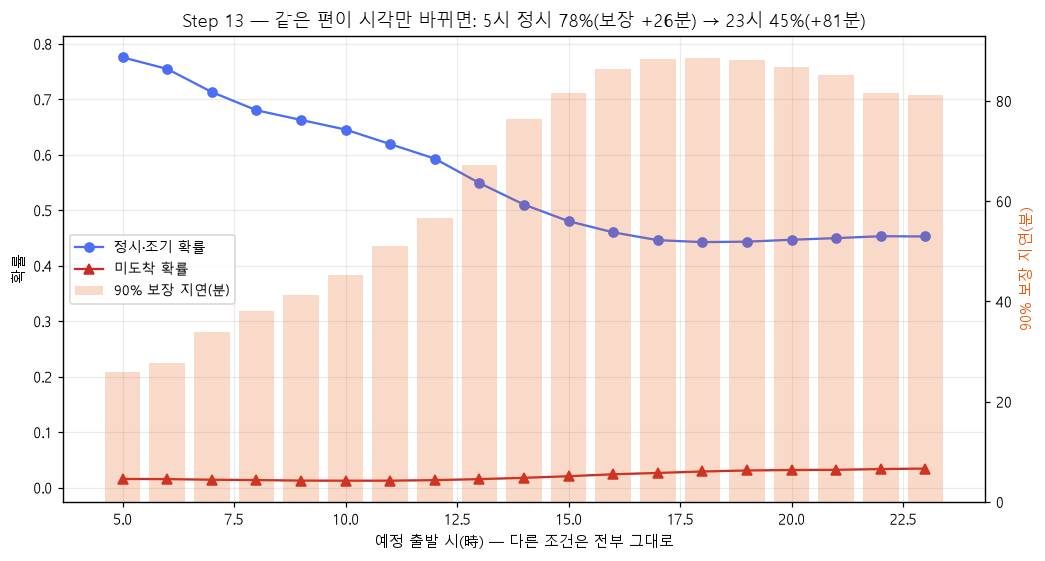 Step 13 — 같은 편이 시각만 바뀌면: 5시 정시 78%(보장 +26분) → 23시 45%(+81분)
0.8
0.7
0.6
0.5
0.4
0.3
0.2
0.1
0.0
확률
정시·조기 확률
미도착 확률
90% 보장 지연(분)
80
60
40
20
0
90% 보장 지연(분)
5.0 7.5 10.0 12.5 15.0 17.5 20.0 22.5
예정 출발 시(時) — 다른 조건은 전부 그대로